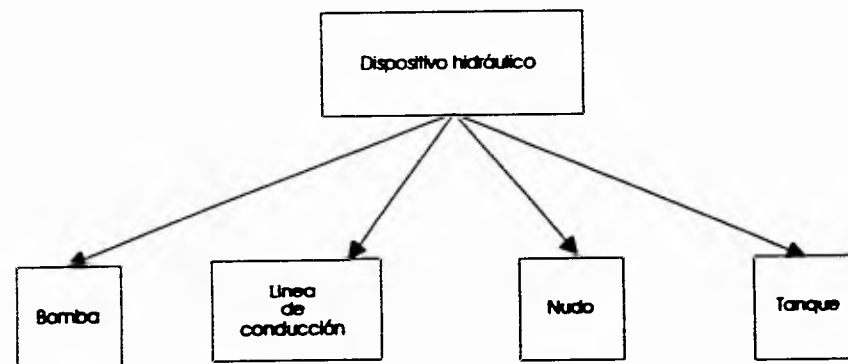 Dispositivo hidráulico
Bomba
Línea
de
conducción
Nudo
Tanque